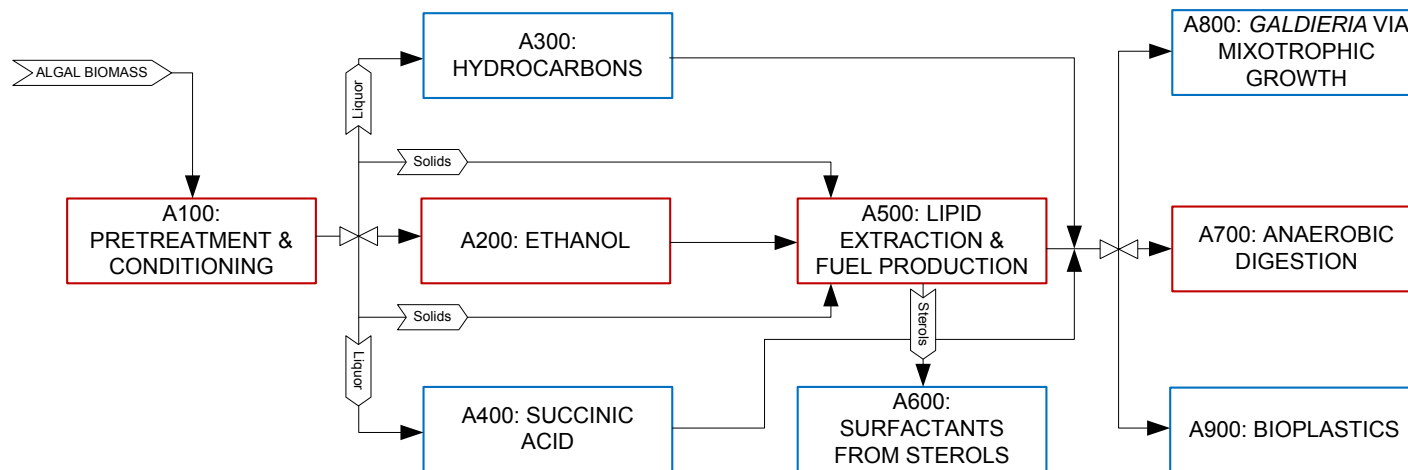 ALGAL BIOMASS
A100:
PRETREATMENT &
CONDITIONING
Liquor
Solids
Solids
Liquor
A300:
HYDROCARBONS
A200: ETHANOL
A400: SUCCINIC
ACID
A500: LIPID
EXTRACTION &
FUEL PRODUCTION
Sterols
A600:
SURFACTANTS
FROM STEROLS
A800: GALDIERIA VIA
MIXOTROPHIC
GROWTH
A700: ANAEROBIC
DIGESTION
A900: BIOPLASTICS